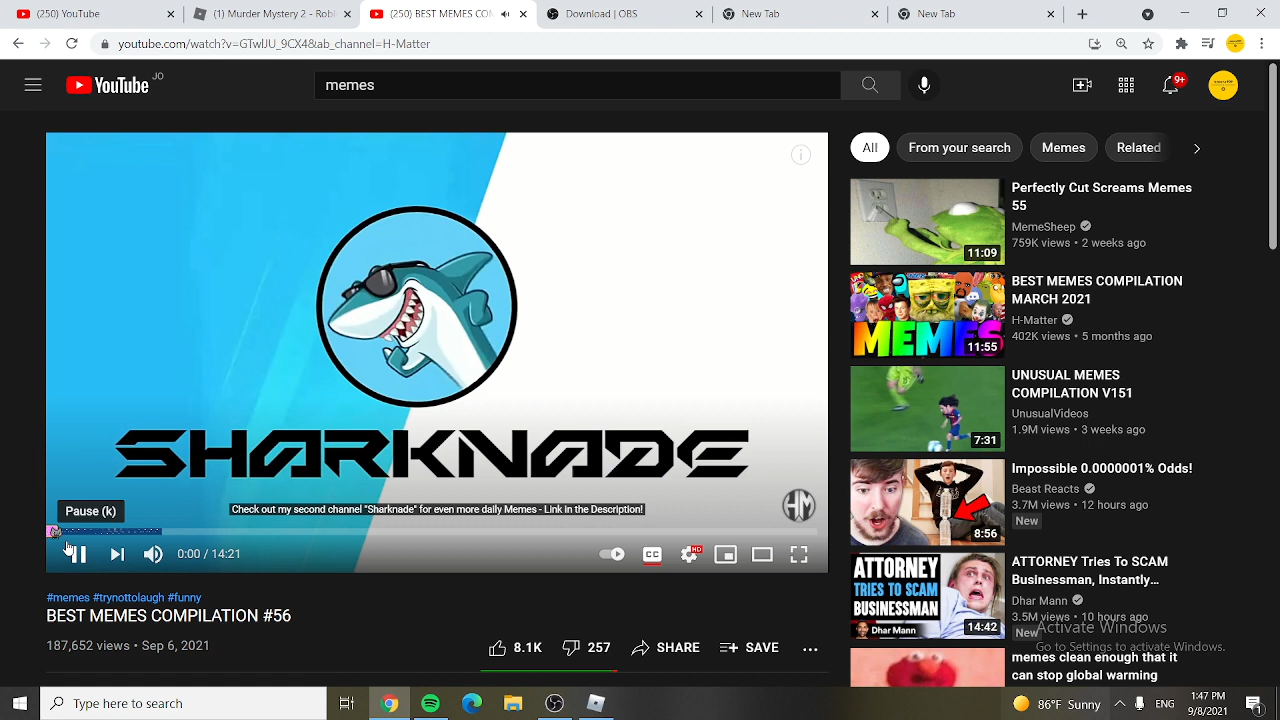 (250) YouTube
(1) Murder Mystery 2 - Robl
(250) BEST MEMES COM
Download | OBS
New Tab
New Tab
youtube.com/watch?v=GTwIJU_9CX4&ab_channel=H-Matter
YouTube JO
memes
9+
All
From your search
Memes
Related
SHARKNADE
Check out my second channel "Sharknade" for even more daily Memes - Link in the Description!
HM
Pause (k)
0:00 / 14:21
CC
HD
#memes #trynottolaugh #funny
BEST MEMES COMPILATION #56
187,652 views • Sep 6, 2021
8.1K
257
SHARE
SAVE
11:09
Perfectly Cut Screams Memes
55
MemeSheep
759K views • 2 weeks ago
MEMES
11:55
BEST MEMES COMPILATION
MARCH 2021
H-Matter
402K views • 5 months ago
7:31
UNUSUAL MEMES
COMPILATION V151
UnusualVideos
1.9M views • 3 weeks ago
8:56
Impossible 0.0000001% Odds!
Beast Reacts
3.7M views • 12 hours ago
New
ATTORNEY
TRIES TO SCAM
BUSINESSMAN
Dhar Mann
14:42
ATTORNEY Tries To SCAM
Businessman, Instantly...
Dhar Mann
3.5M views • 10 hours ago
New
memes clean enough that it
can stop global warming
Activate Windows
Go to Settings to activate Windows.
Type here to search
86°F
ENG
1:47 PM
9/8/2021